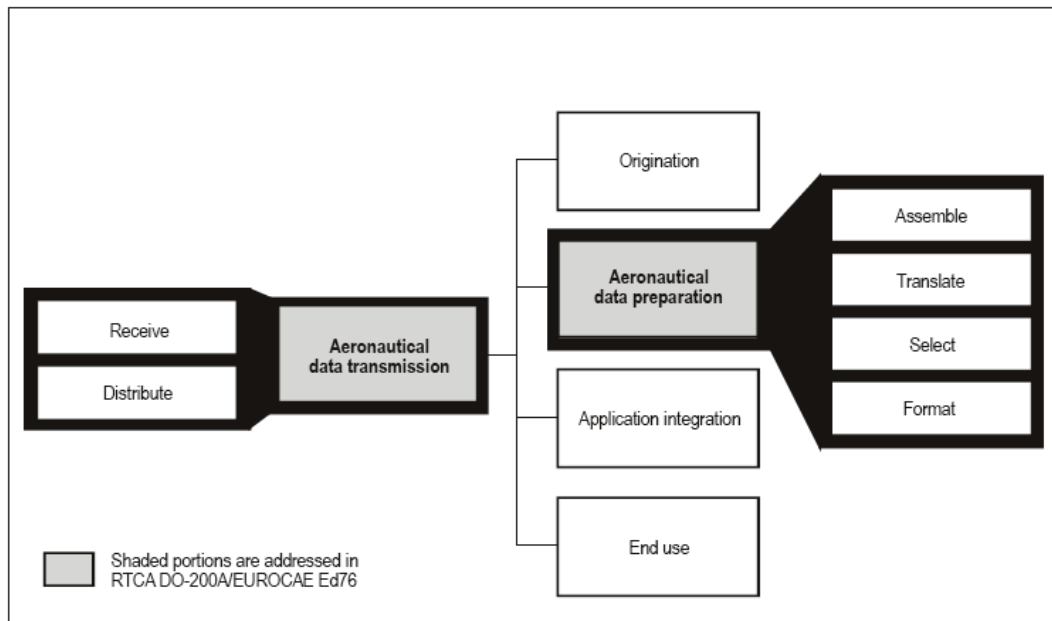 Origination
Assemble
Aeronautical
data preparation
Translate
Receive
Aeronautical
data transmission
Select
Distribute
Format
Application integration
End use
Shaded portions are addressed in
RTCA DO-200A/EUROCAE Ed76